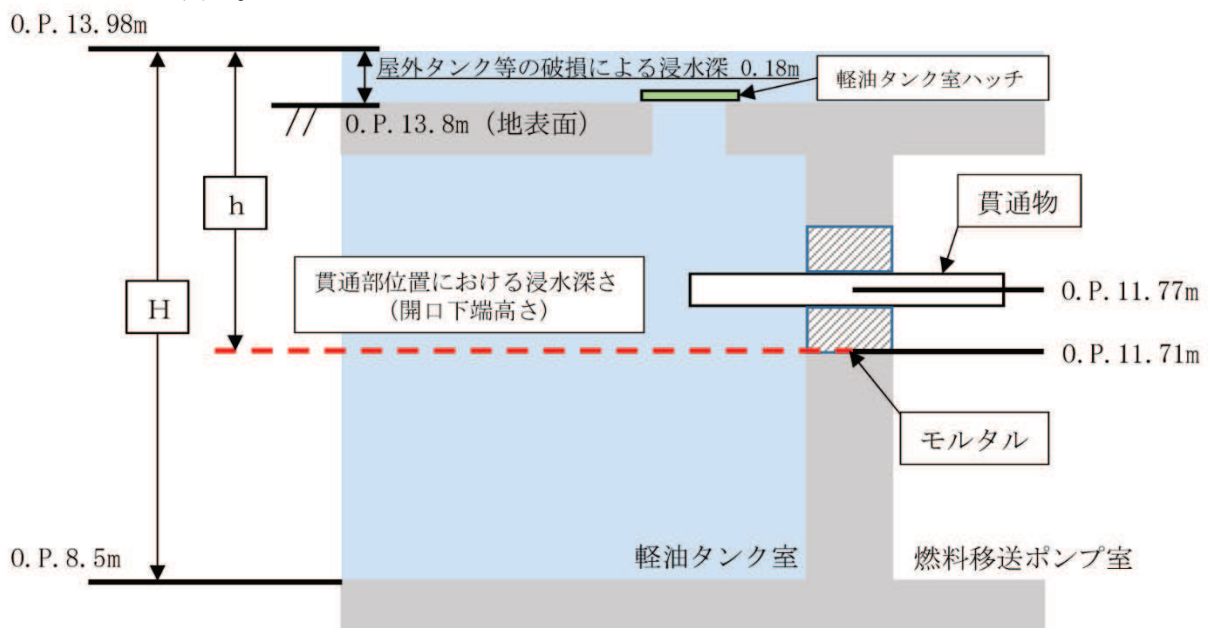 O.P.13.98m
屋外タンク等の破損による浸水深 0.18m
軽油タンク室ハッチ
O.P.13.8m（地表面）
h
貫通物
貫通部位置における浸水深さ
(開口下端高さ)
H
O.P.11.77m
O.P.11.71m
モルタル
O.P.8.5m
軽油タンク室
燃料移送ポンプ室